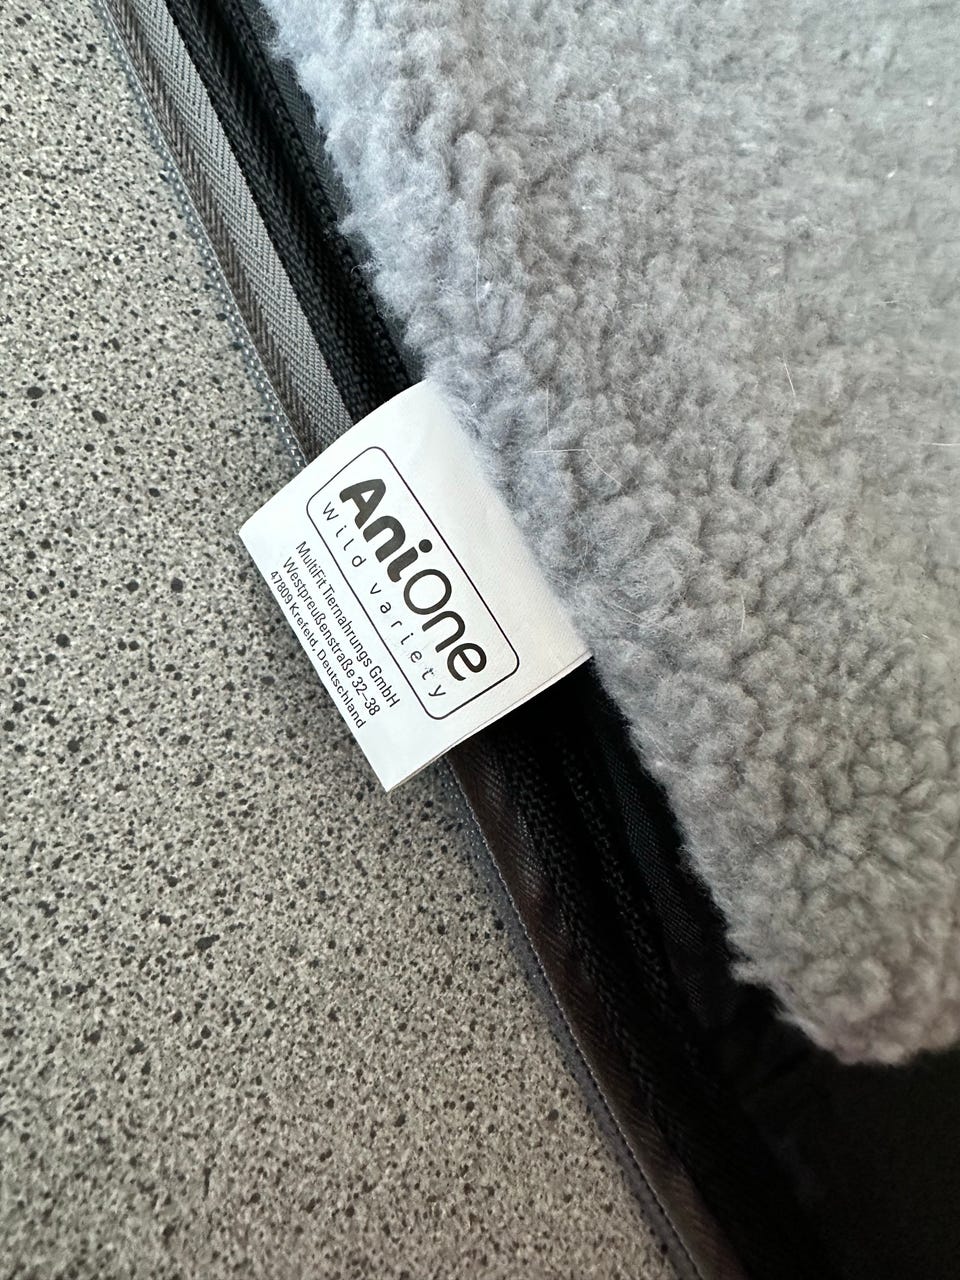 AniOne
Wild variety
MultiFit Tiernahrungs GmbH
Westpreußenstraße 32–38
47809 Krefeld, Deutschland